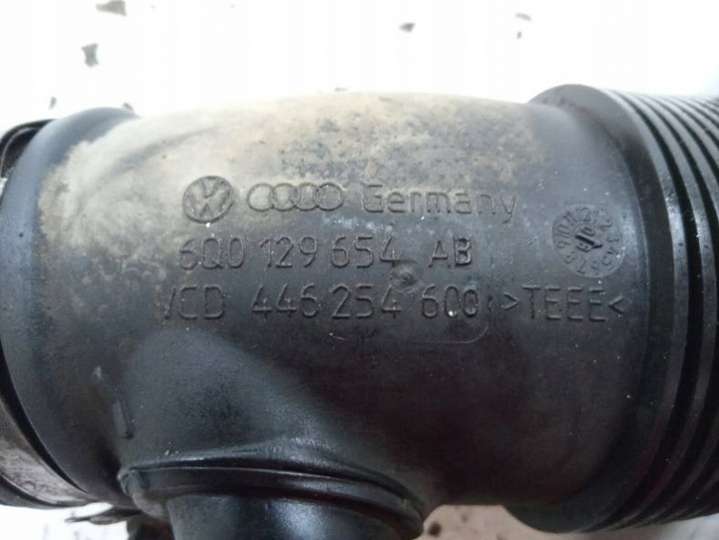 Germany
6Q0 129 654 AB
VCD 446 254 600 >TEEE<